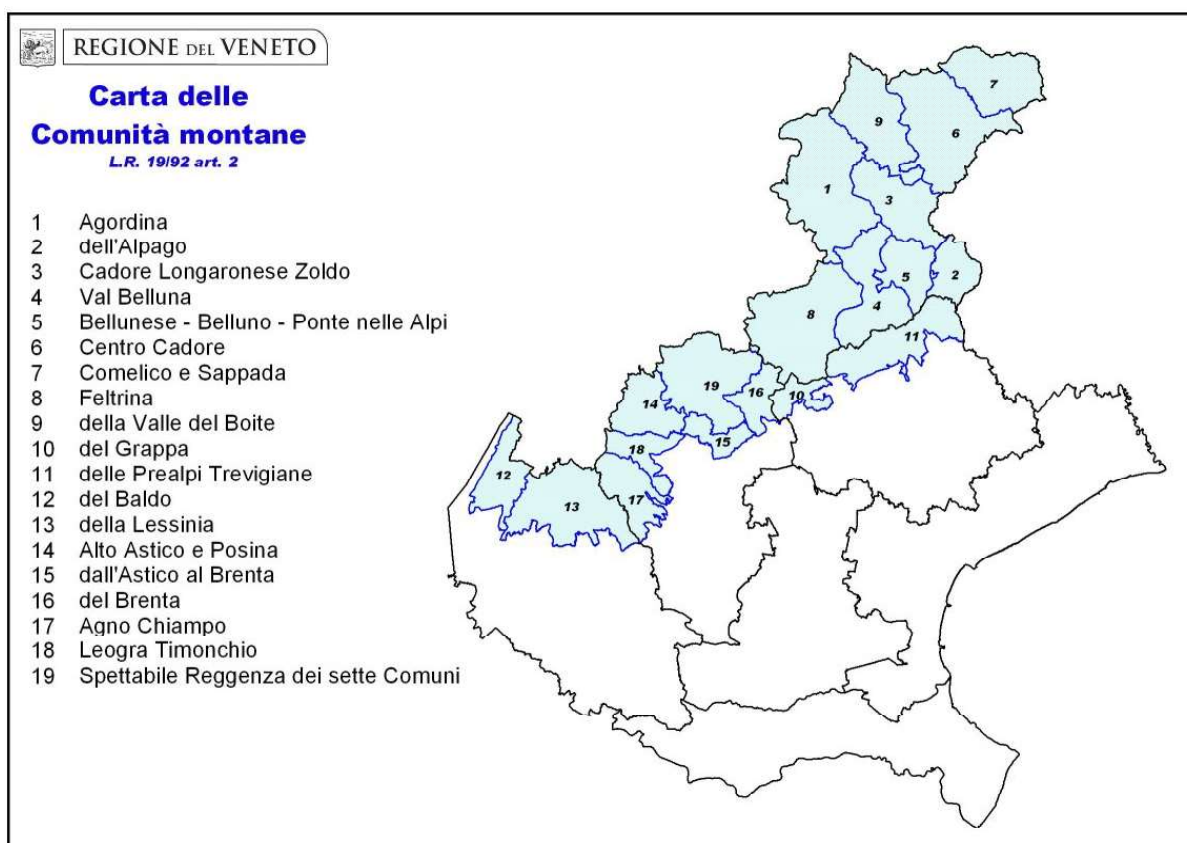 REGIONE DEL VENETO
Carta delle
Comunità montane
L.R. 19/92 art. 2
1 Agordina
2 dell'Alpago
3 Cadore Longaronese Zoldo
4 Val Belluna
5 Bellunese - Belluno - Ponte nelle Alpi
6 Centro Cadore
7 Comelico e Sappada
8 Feltrina
9 della Valle del Boite
10 del Grappa
11 delle Prealpi Trevigiane
12 del Baldo
13 della Lessinia
14 Alto Astico e Posina
15 dall'Astico al Brenta
16 del Brenta
17 Agno Chiampo
18 Leogra Timonchio
19 Spettabile Reggenza dei sette Comuni
7
9
6
1
3
5
2
4
8
11
19
16
10
14
15
18
12
17
13